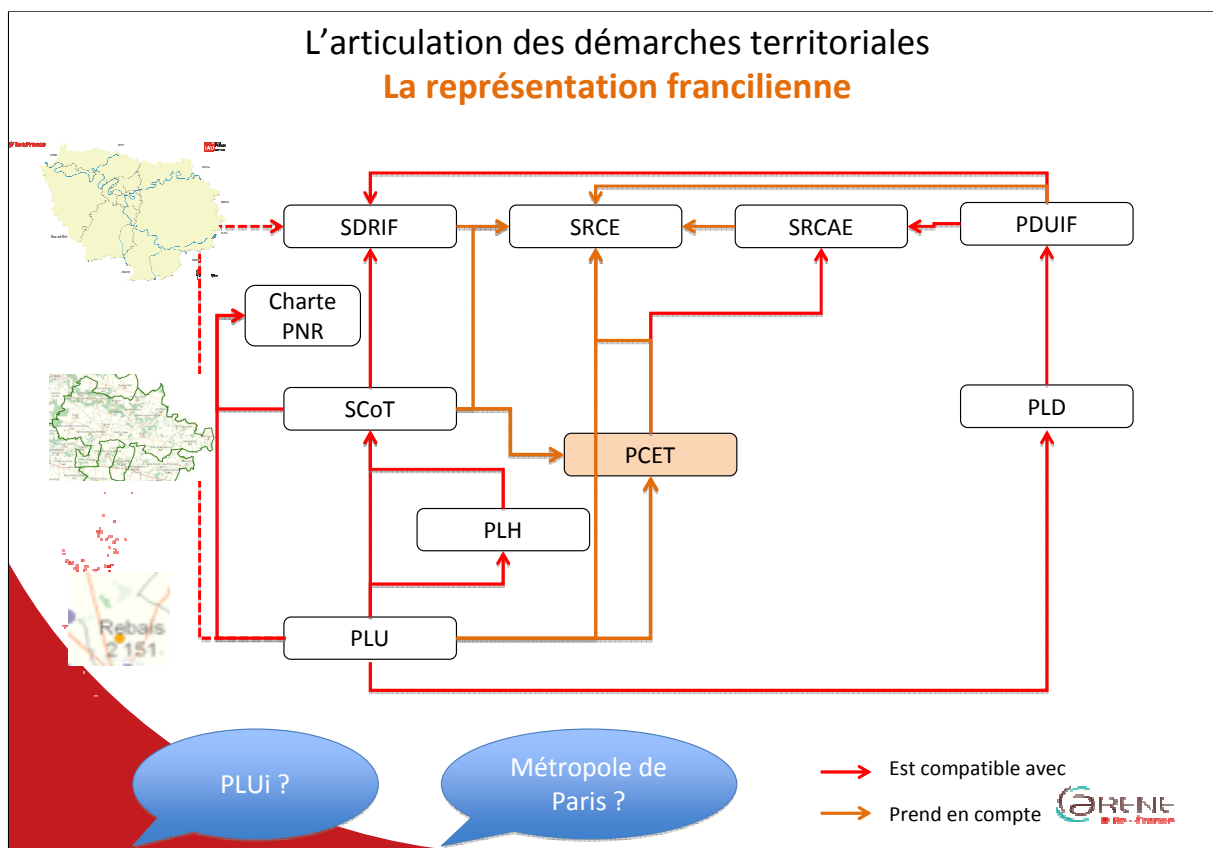 L'articulation des démarches territoriales
La représentation francilienne
SDRIF
SRCE
SRCAE
PDUIF
Charte
PNR
SCoT
PLD
PCET
PLH
PLU
Rebais
2 151
PLUi ?
Métropole de
Paris ?
Est compatible avec
Prend en compte
ARENE